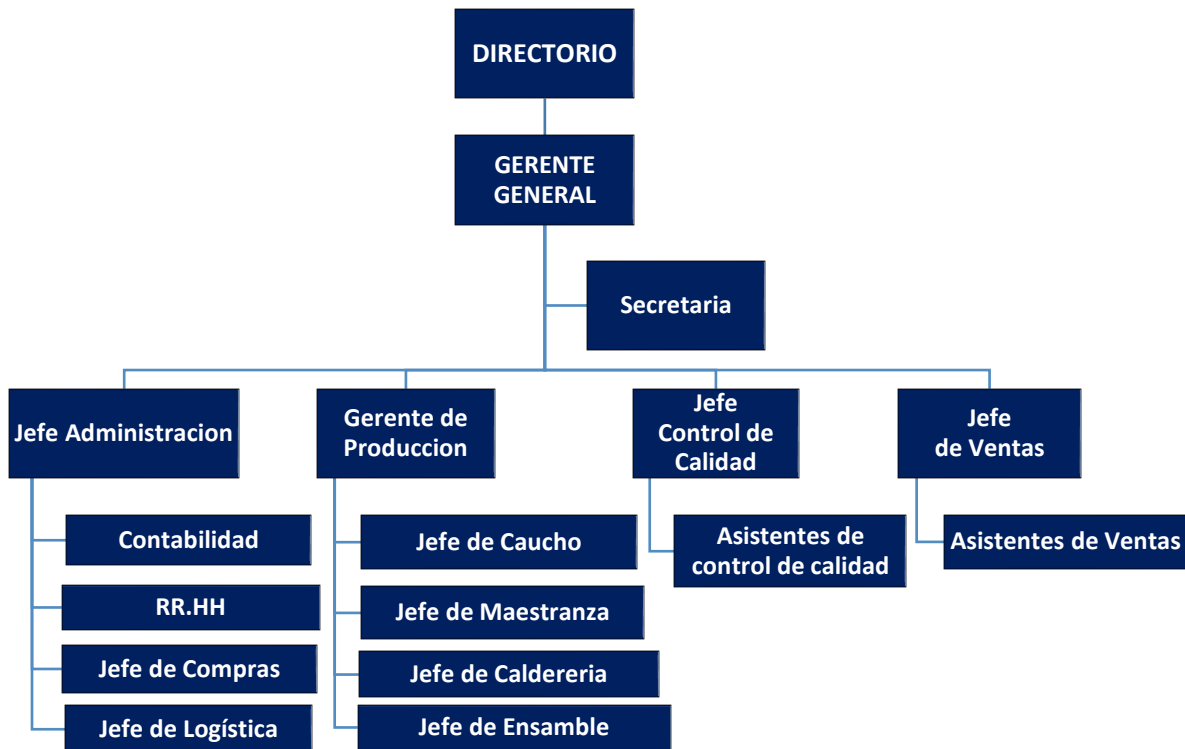 DIRECTORIO
GERENTE
GENERAL
Secretaria
Jefe Administracion
Gerente de
Produccion
Jefe
Control de
Calidad
Jefe
de Ventas
Contabilidad
RR.HH
Jefe de Compras
Jefe de Logística
Jefe de Caucho
Jefe de Maestranza
Jefe de Caldereria
Jefe de Ensamble
Asistentes de
control de calidad
Asistentes de Ventas